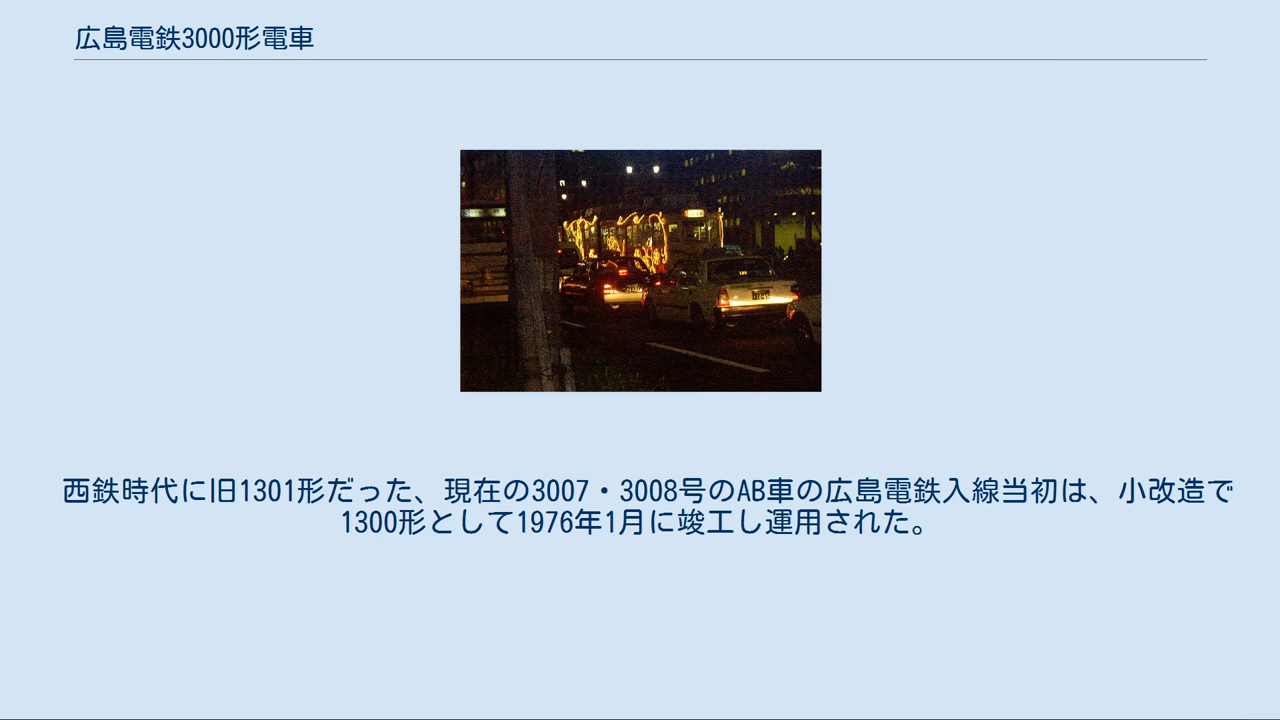 広島電鉄3000形電車
西鉄時代に旧1301形だった、現在の3007・3008号のAB車の広島電鉄入線当初は、小改造で
1300形として1976年1月に竣工し運用された。